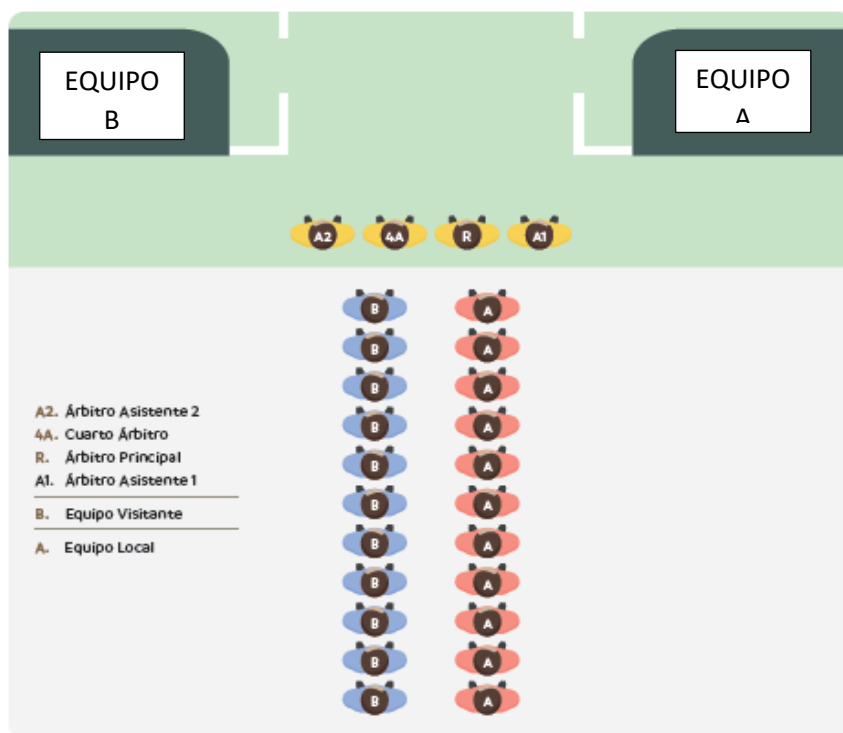 EQUIPO
B
EQUIPO
A
A2 4A R A1
B A
B A
B A
B A
B A
B A
B A
B A
B A
B A
B A
A2. Árbitro Asistente 2
4A. Cuarto Árbitro
R. Árbitro Principal
A1. Árbitro Asistente 1
B. Equipo Visitante
A. Equipo Local